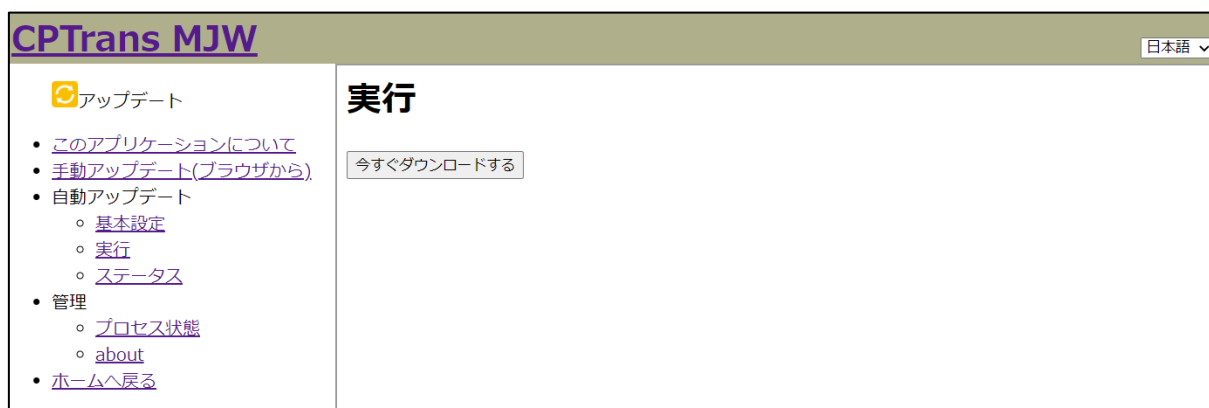 CPTrans MJW
日本語
アップデート
このアプリケーションについて
手動アップデート(ブラウザから)
自動アップデート
基本設定
実行
ステータス
管理
プロセス状態
about
ホームへ戻る
実行
今すぐダウンロードする